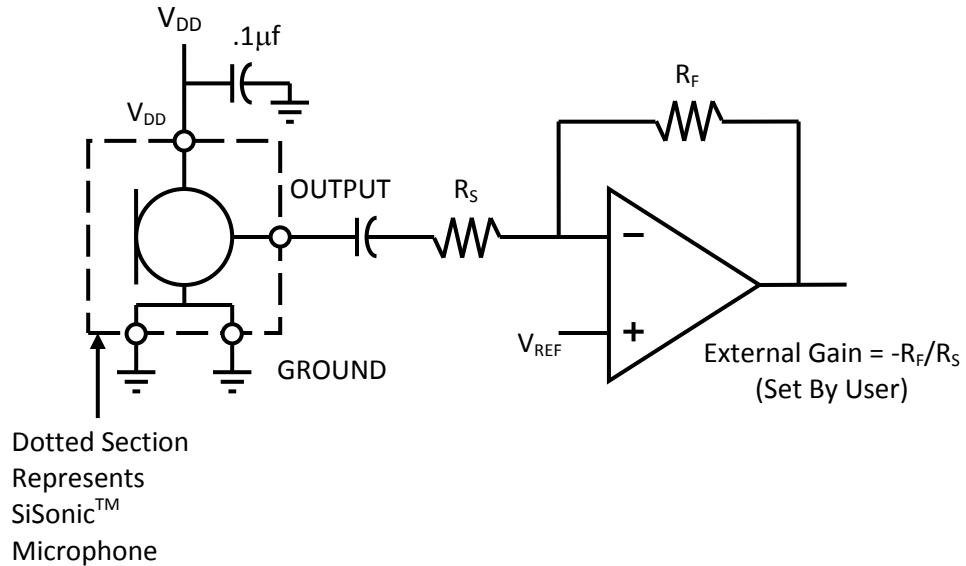 V_DD
.1μf
V_DD
R_F
OUTPUT
R_S
−
+
V_REF
GROUND
External Gain = -R_F/R_S
(Set By User)
Dotted Section
Represents
SiSonic™
Microphone